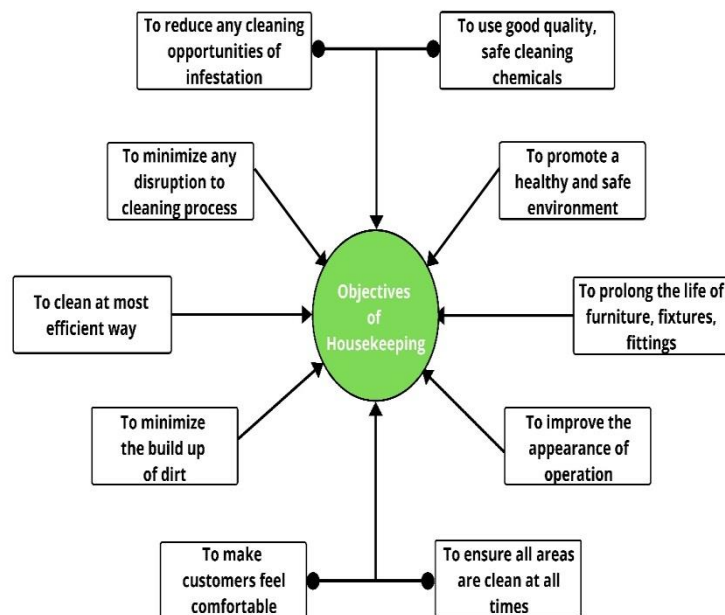 To reduce any cleaning
opportunities of
infestation
To use good quality,
safe cleaning
chemicals
To minimize any
disruption to
cleaning process
To promote a
healthy and safe
environment
Objectives
of
Housekeeping
To clean at most
efficient way
To prolong the life of
furniture, fixtures,
fittings
To minimize
the build up
of dirt
To improve the
appearance of
operation
To make
customers feel
comfortable
To ensure all areas
are clean at all
times